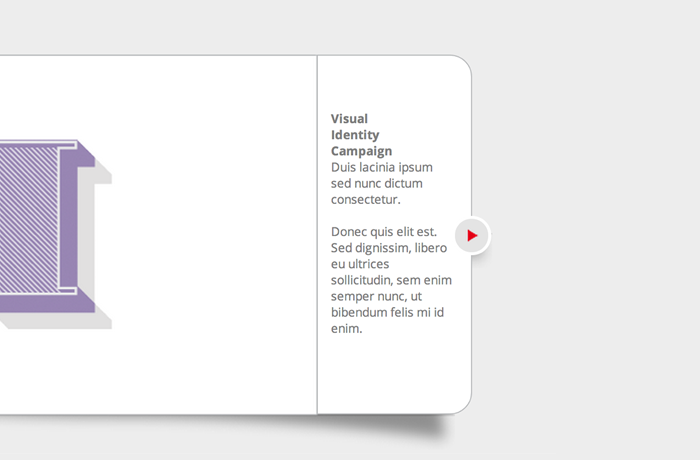 Visual
Identity
Campaign
Duis lacinia ipsum
sed nunc dictum
consectetur.
Donec quis elit est.
Sed dignissim, libero
eu ultrices
sollicitudin, sem enim
semper nunc, ut
bibendum felis mi id
enim.